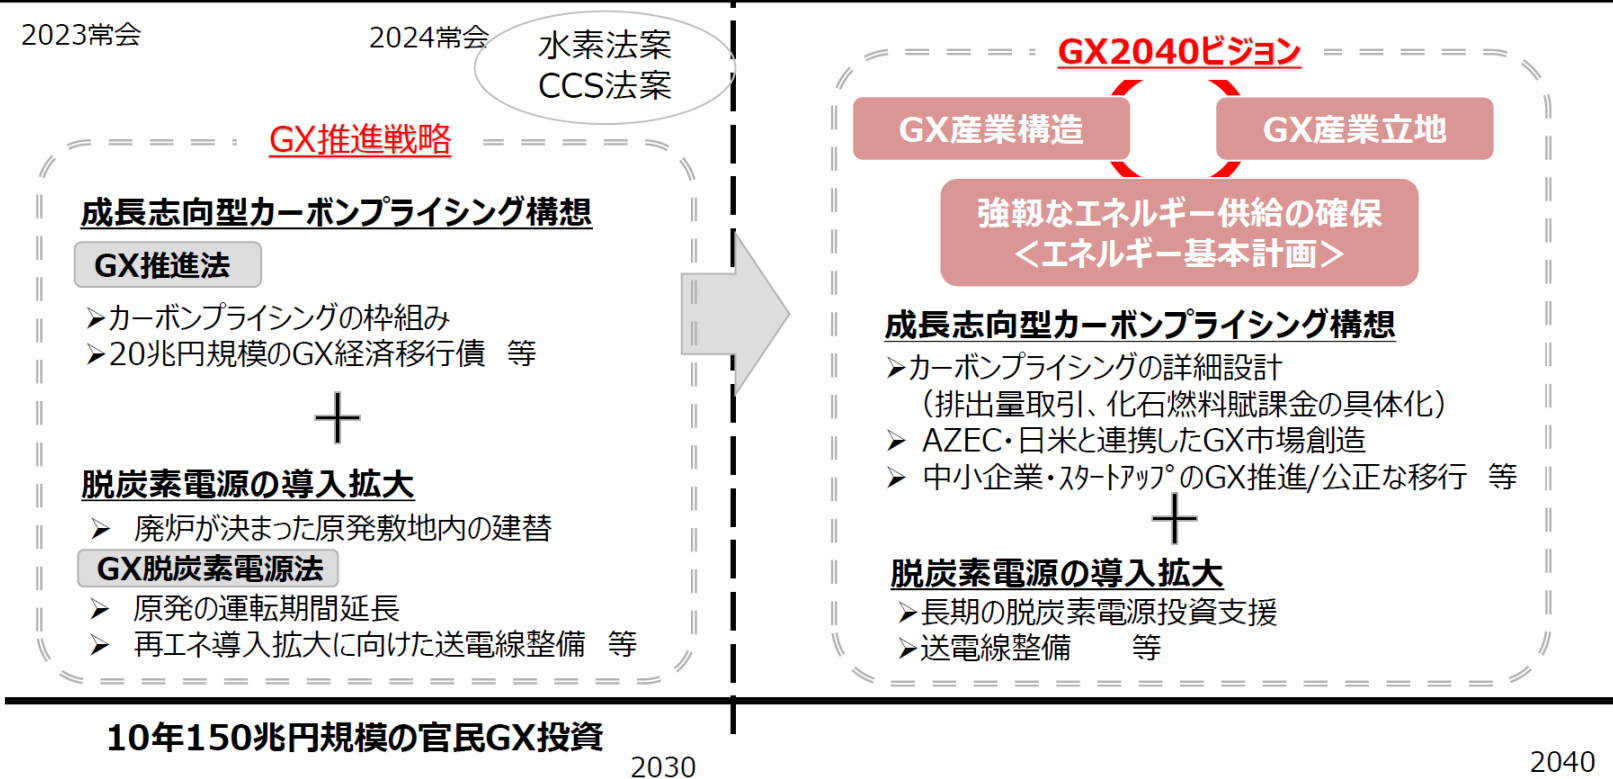 2023常会
2024常会
水素法案
CCS法案
GX推進戦略
成長志向型カーボンプライシング構想
GX推進法
➢カーボンプライシングの枠組み
➢20兆円規模のGX経済移行債 等
＋
脱炭素電源の導入拡大
➢ 廃炉が決まった原発敷地内の建替
GX脱炭素電源法
➢ 原発の運転期間延長
➢ 再エネ導入拡大に向けた送電線整備 等
10年150兆円規模の官民GX投資
2030
GX2040ビジョン
GX産業構造
GX産業立地
強靱なエネルギー供給の確保
＜エネルギー基本計画＞
成長志向型カーボンプライシング構想
➢カーボンプライシングの詳細設計
（排出量取引、化石燃料賦課金の具体化）
➢ AZEC・日米と連携したGX市場創造
➢ 中小企業・ｽﾀｰﾄｱｯﾌﾟのGX推進/公正な移行 等
＋
脱炭素電源の導入拡大
➢長期の脱炭素電源投資支援
➢送電線整備 等
2040